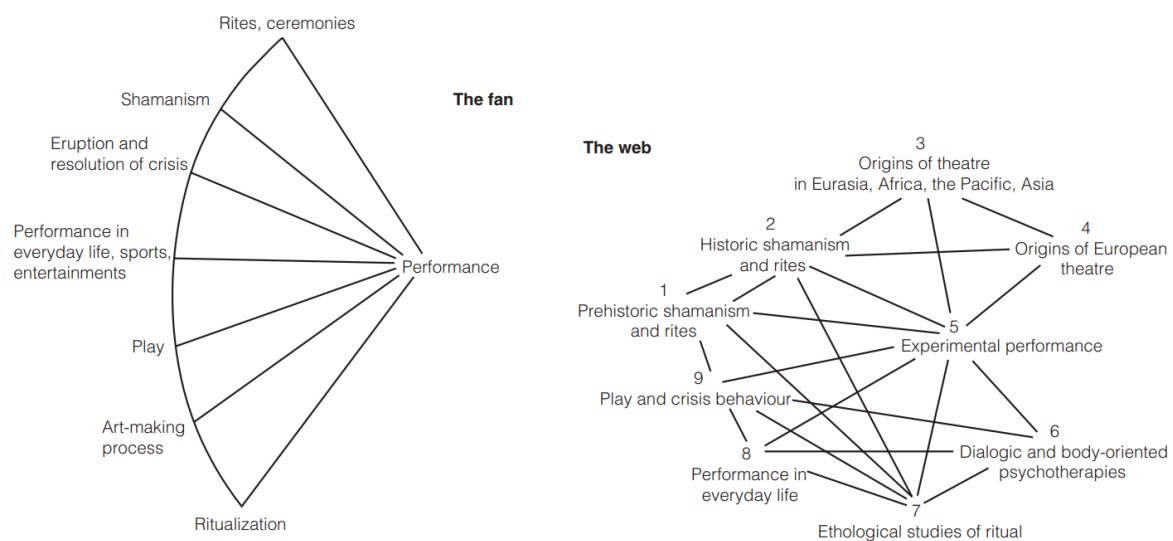 Rites, ceremonies
The fan
Shamanism
Eruption and
resolution of crisis
Performance in
everyday life, sports,
entertainments
Performance
Play
Art-making
process
Ritualization
The web
3
Origins of theatre
in Eurasia, Africa, the Pacific, Asia
2
Historic shamanism
and rites
4
Origins of European
theatre
1
Prehistoric shamanism
and rites
5
Experimental performance
9
Play and crisis behaviour
6
Dialogic and body-oriented
psychotherapies
8
Performance in
everyday life
7
Ethological studies of ritual